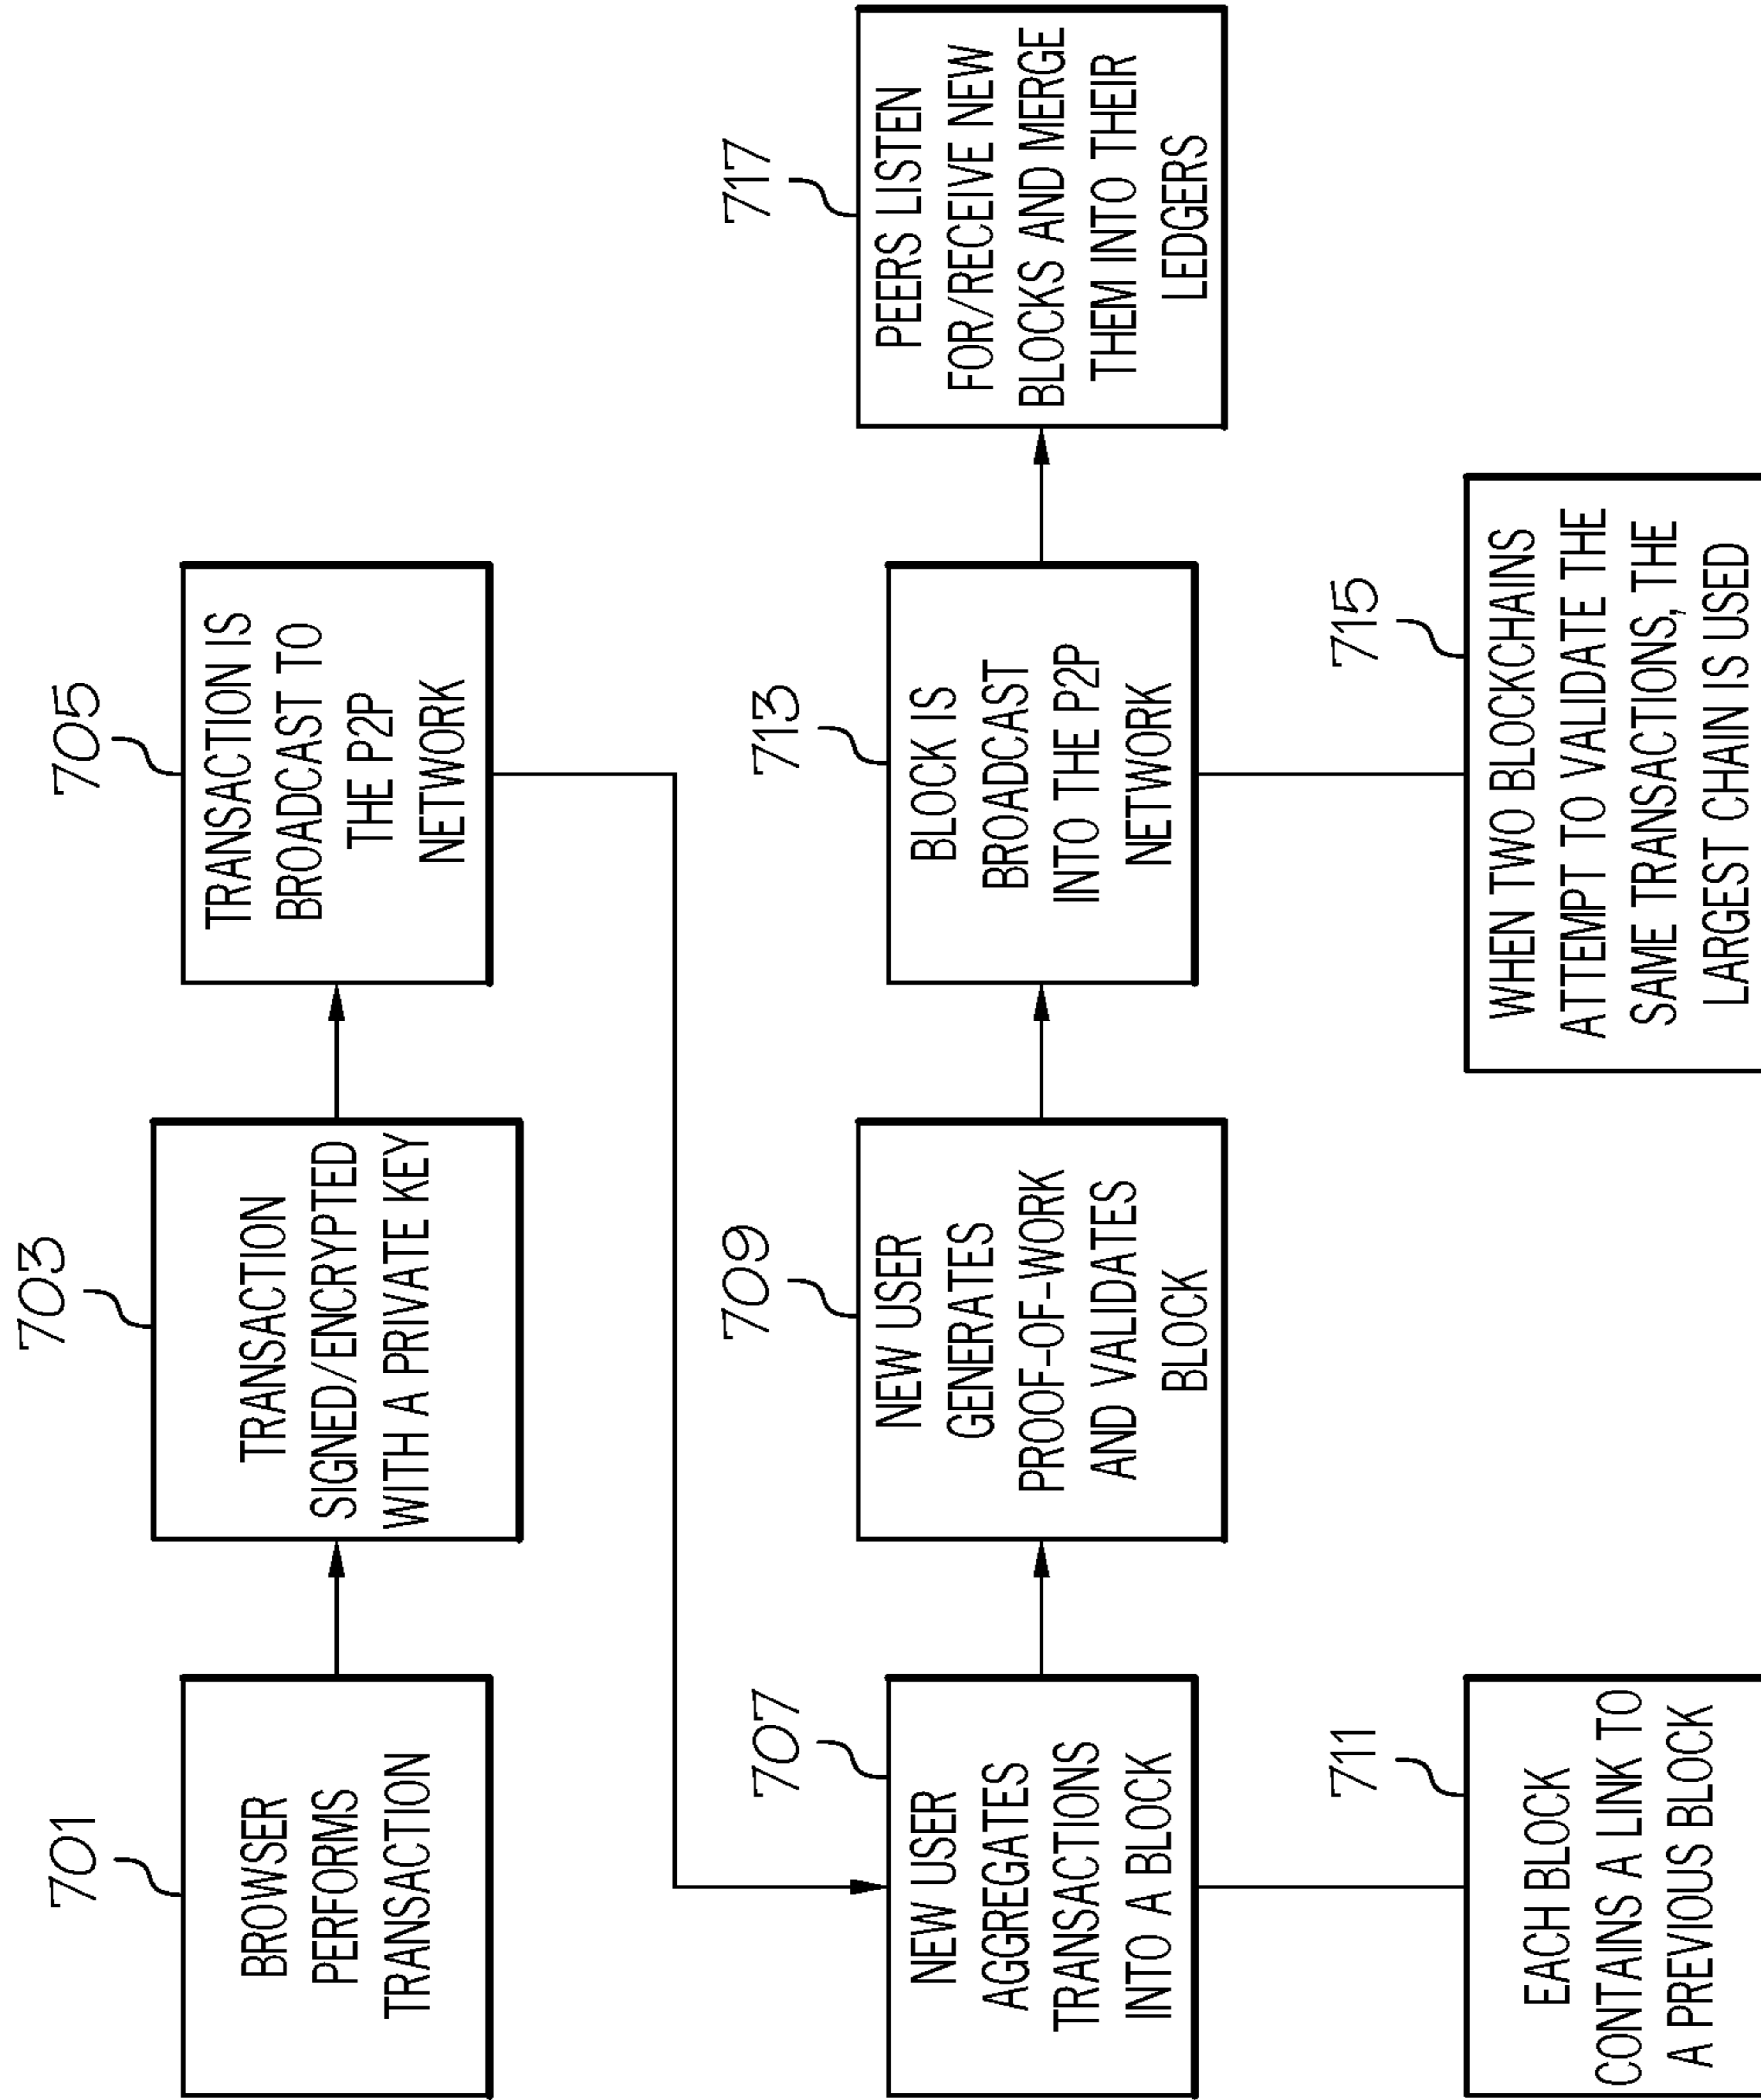 701
BROWSER
PERFORMS
TRANSACTION
703
TRANSACTION
SIGNED/ENCRYPTED
WITH A PRIVATE KEY
705
TRANSACTION IS
BROADCAST TO
THE P2P
NETWORK
707
NEW USER
AGGREGATES
TRANSACTIONS
INTO A BLOCK
709
NEW USER
GENERATES
PROOF-OF-WORK
AND VALIDATES
BLOCK
713
BLOCK IS
BROADCAST
INTO THE P2P
NETWORK
717
PEERS LISTEN
FOR/RECEIVE NEW
BLOCKS AND MERGE
THEM INTO THEIR
LEDGERS
711
EACH BLOCK
CONTAINS A LINK TO
A PREVIOUS BLOCK
715
WHEN TWO BLOCKCHAINS
ATTEMPT TO VALIDATE THE
SAME TRANSACTIONS, THE
LARGEST CHAIN IS USED